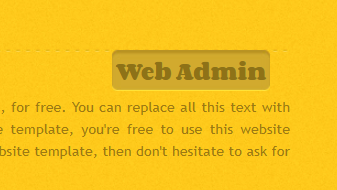 Web Admin
, for free. You can replace all this text with
template, you're free to use this website
template, then don't hesitate to ask for